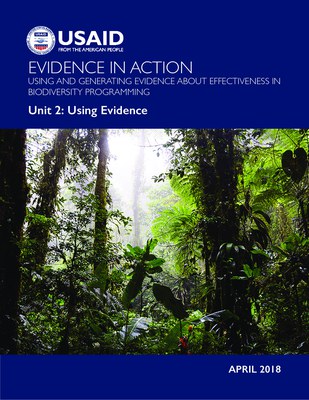 USAID
FROM THE AMERICAN PEOPLE
EVIDENCE IN ACTION
USING AND GENERATING EVIDENCE ABOUT EFFECTIVENESS IN
BIODIVERSITY PROGRAMMING
Unit 2: Using Evidence
APRIL 2018